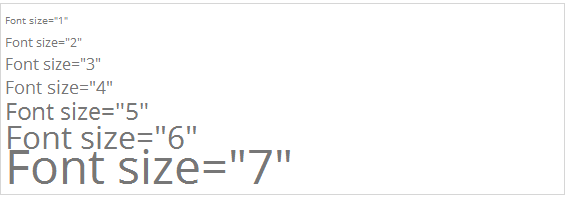 Font size="1"
Font size="2"
Font size="3"
Font size="4"
Font size="5"
Font size="6"
Font size="7"